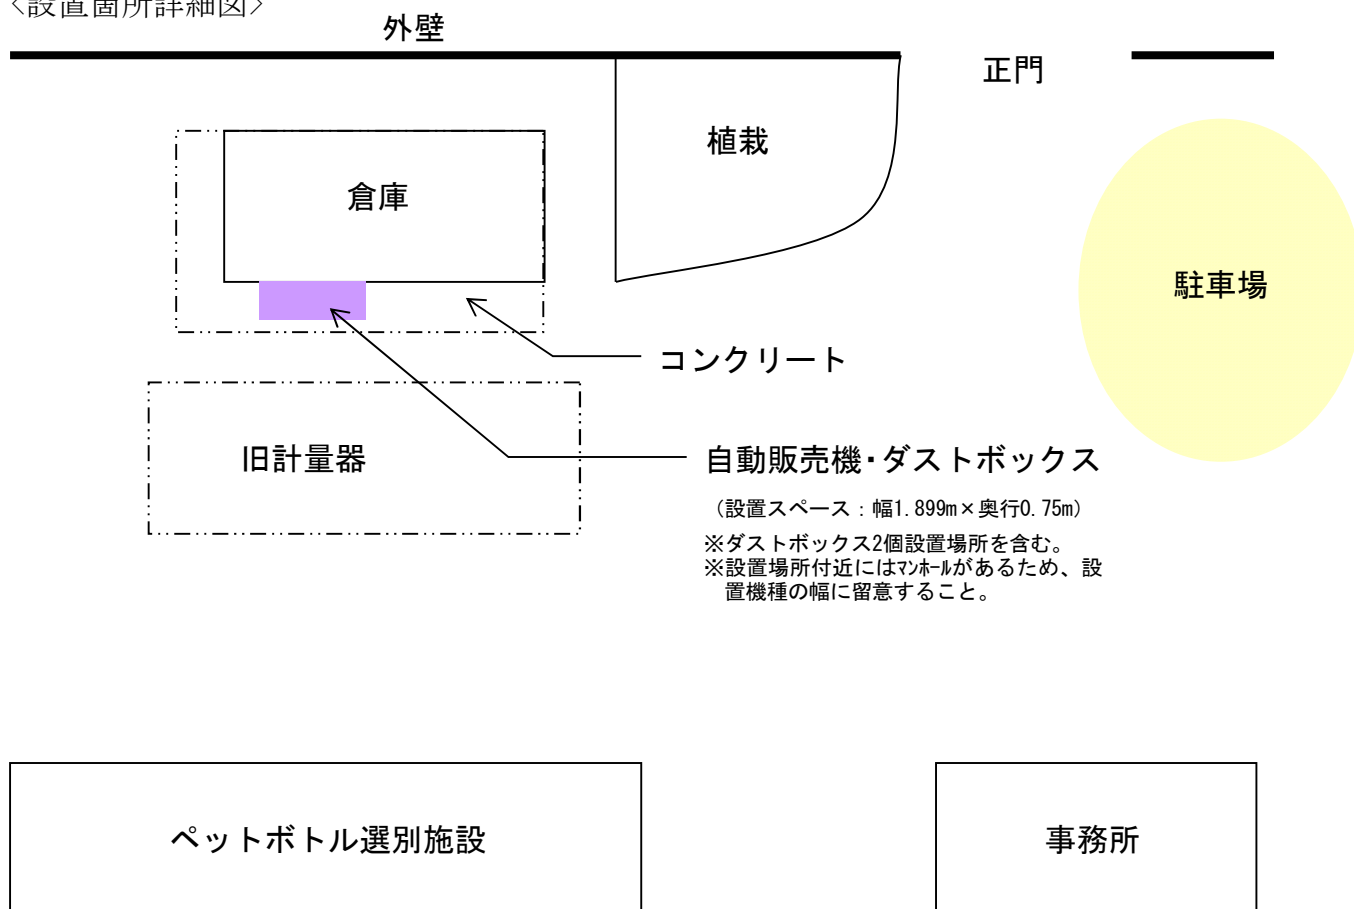 <設置箇所詳細図>
外壁
正門
植栽
倉庫
駐車場
コンクリート
旧計量器
自動販売機・ダストボックス
（設置スペース：幅1.899m×奥行0.75m）
※ダストボックス2個設置場所を含む。
※設置場所付近にはﾏﾝﾎｰﾙがあるため、設
置機種の幅に留意すること。
ペットボトル選別施設
事務所